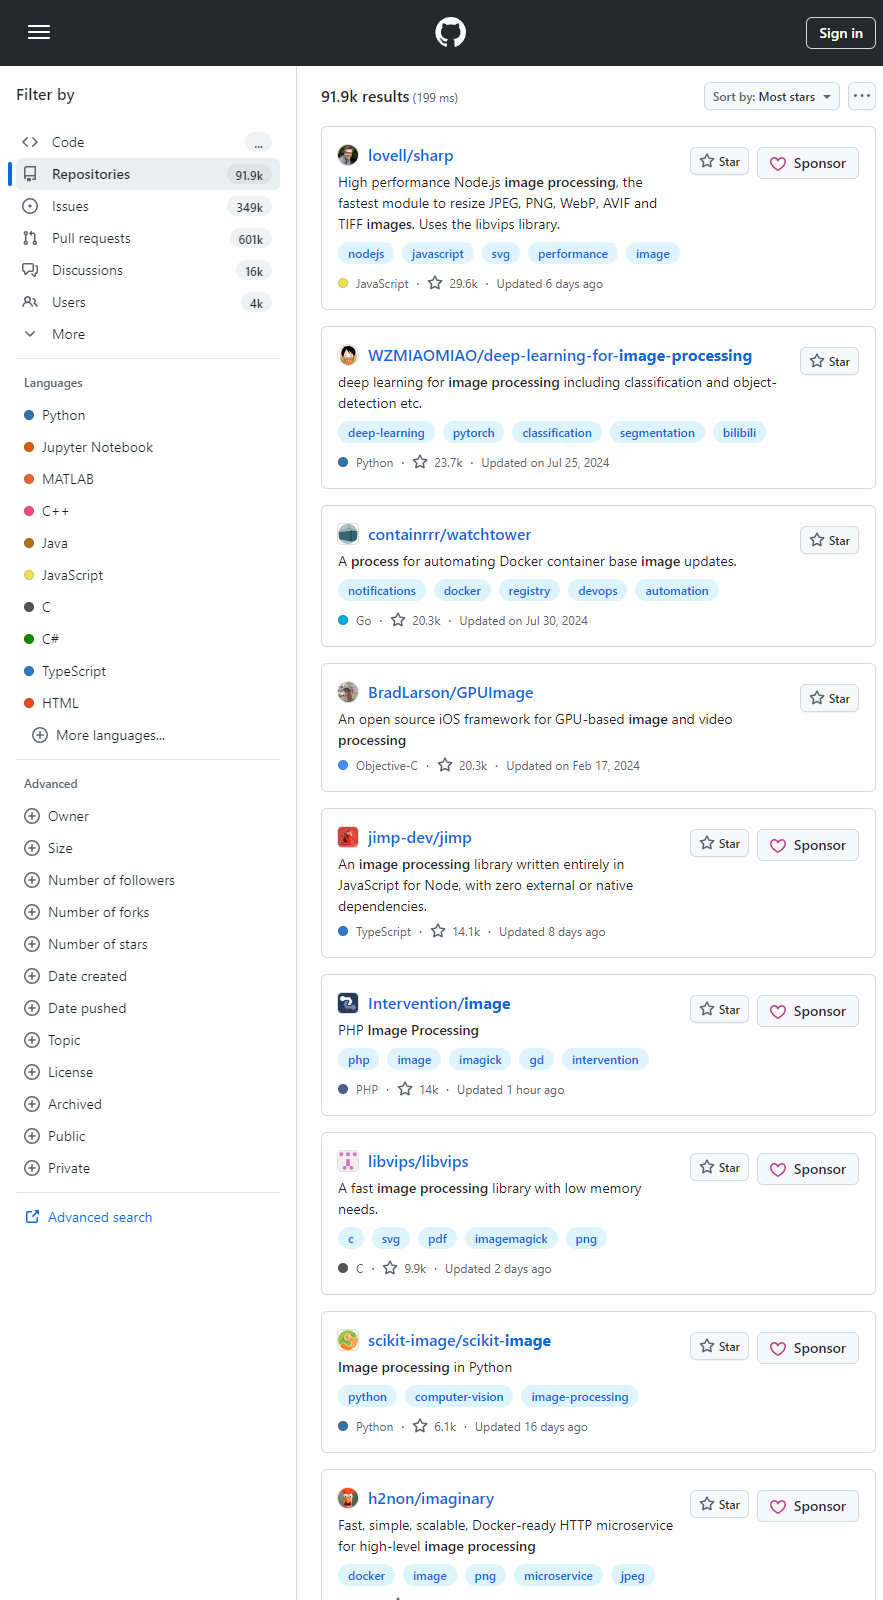 Sign in
Filter by
Code ...
Repositories 91.9k
Issues 349k
Pull requests 601k
Discussions 16k
Users 4k
More
Languages
Python
Jupyter Notebook
MATLAB
C++
Java
JavaScript
C
C#
TypeScript
HTML
More languages...
Advanced
Owner
Size
Number of followers
Number of forks
Number of stars
Date created
Date pushed
Topic
License
Archived
Public
Private
Advanced search
91.9k results (199 ms)
Sort by: Most stars
lovell/sharp
Star
Sponsor
High performance Node.js image processing, the
fastest module to resize JPEG, PNG, WebP, AVIF and
TIFF images. Uses the libvips library.
nodejs javascript svg performance image
JavaScript · 29.6k · Updated 6 days ago
WZMIAOMIAO/deep-learning-for-image-processing
Star
deep learning for image processing including classification and object-
detection etc.
deep-learning pytorch classification segmentation bilibili
Python · 23.7k · Updated on Jul 25, 2024
containrrr/watchtower
Star
A process for automating Docker container base image updates.
notifications docker registry devops automation
Go · 20.3k · Updated on Jul 30, 2024
BradLarson/GPUImage
Star
An open source iOS framework for GPU-based image and video
processing
Objective-C · 20.3k · Updated on Feb 17, 2024
jimp-dev/jimp
Star
Sponsor
An image processing library written entirely in
JavaScript for Node, with zero external or native
dependencies.
TypeScript · 14.1k · Updated 8 days ago
Intervention/image
Star
Sponsor
PHP Image Processing
php image imagick gd intervention
PHP · 14k · Updated 1 hour ago
libvips/libvips
Star
Sponsor
A fast image processing library with low memory
needs.
c svg pdf imagemagick png
C · 9.9k · Updated 2 days ago
scikit-image/scikit-image
Star
Sponsor
Image processing in Python
python computer-vision image-processing
Python · 6.1k · Updated 16 days ago
h2non/imaginary
Star
Sponsor
Fast, simple, scalable, Docker-ready HTTP microservice
for high-level image processing
docker image png microservice jpeg